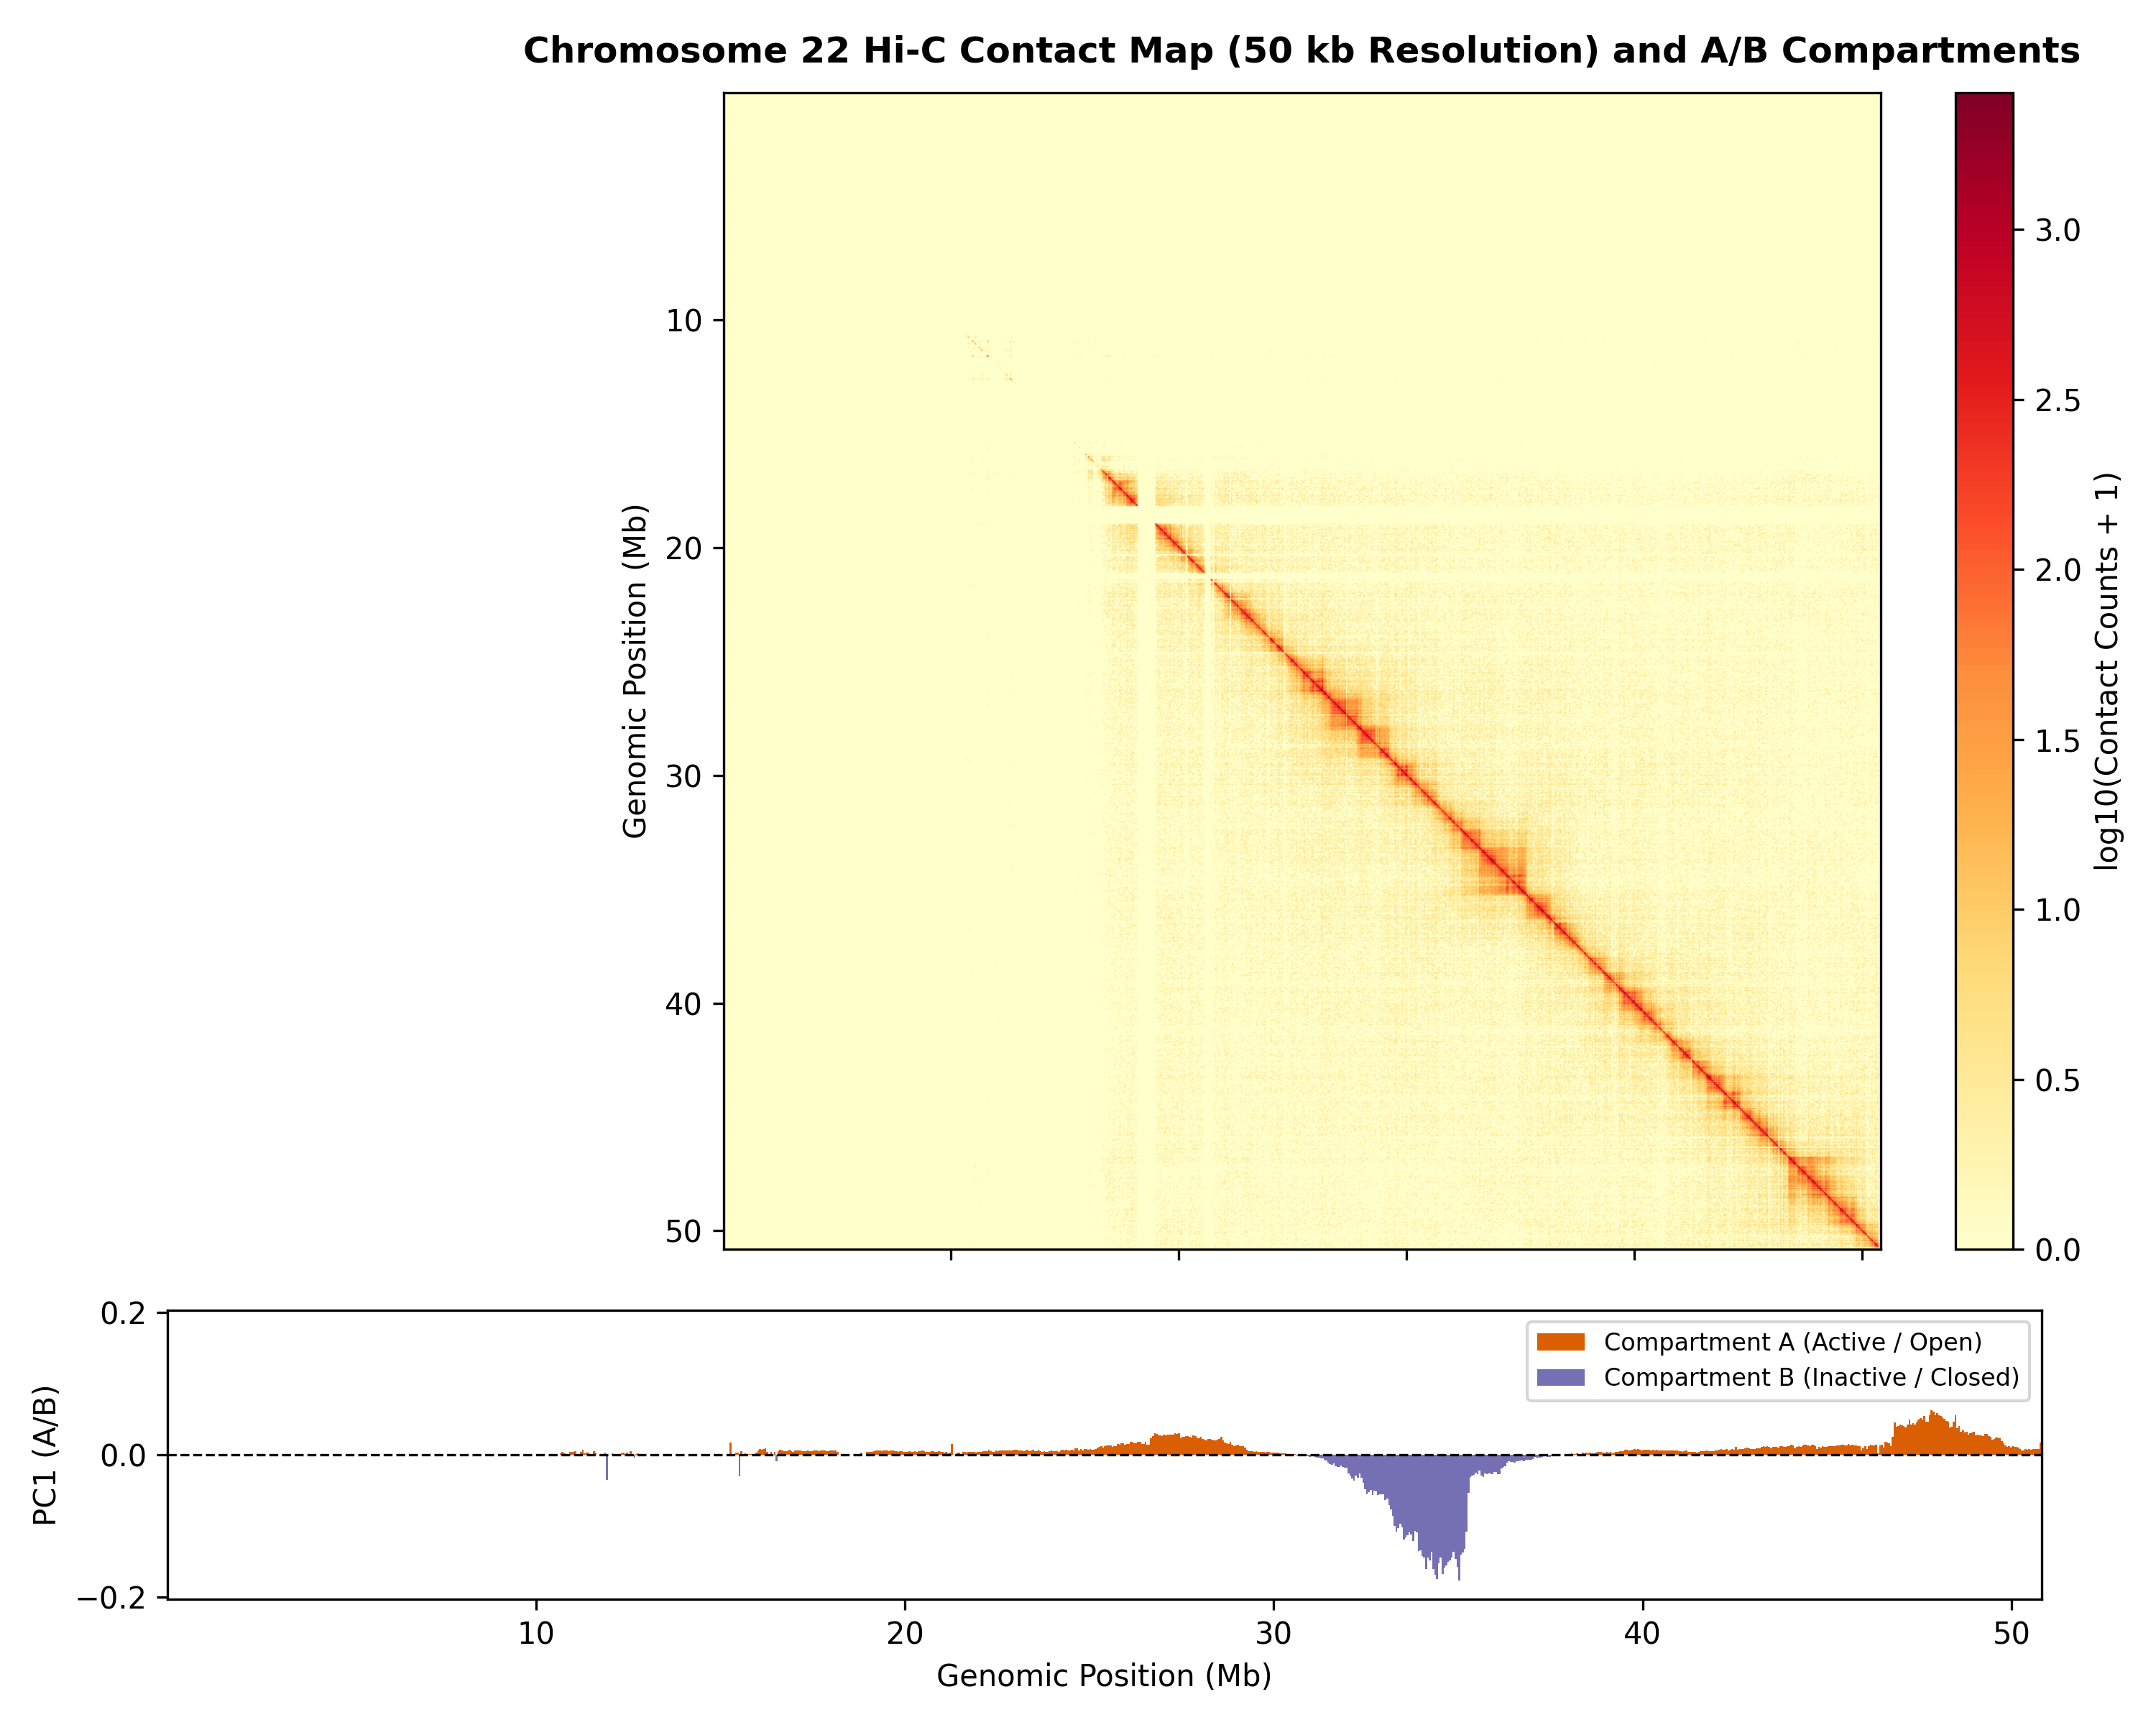 Chromosome 22 Hi-C Contact Map (50 kb Resolution) and A/B Compartments
10
20
30
40
50
Genomic Position (Mb)
3.0
2.5
2.0
1.5
1.0
0.5
0.0
log10(Contact Counts + 1)
0.2
0.0
−0.2
PC1 (A/B)
Compartment A (Active / Open)
Compartment B (Inactive / Closed)
10
20
30
40
50
Genomic Position (Mb)